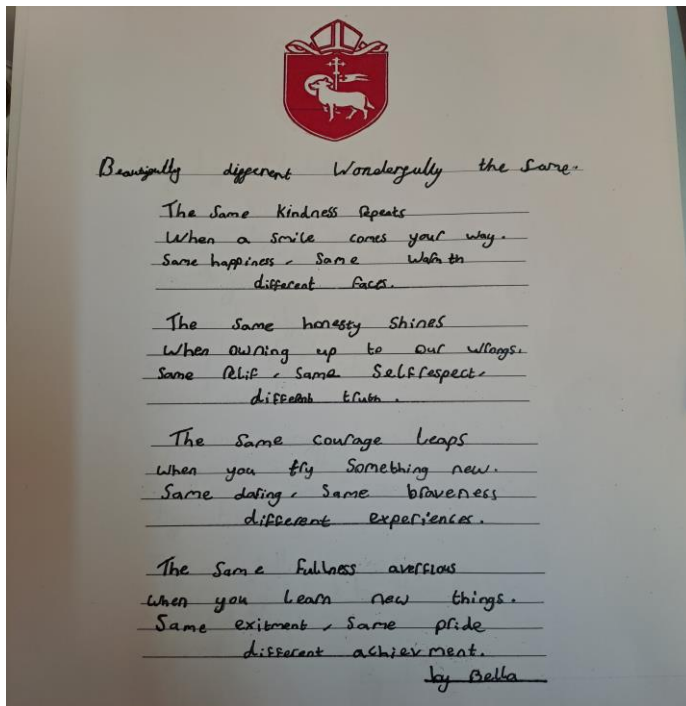 Beautifully different Wonderfully the same.
The Same Kindness Repeats
When a smile comes your way.
Same happiness, Same Warmth
different faces.
The Same honesty Shines
When owning up to our wrongs.
Same Relif, Same Selfrespect,
different truth.
The Same courage Leaps
When you try Something new.
Same daring, Same braveness
different experiences.
The Same fullness averflows
When you Learn new things.
Same exitment, Same pride
different achievment.
by Bella